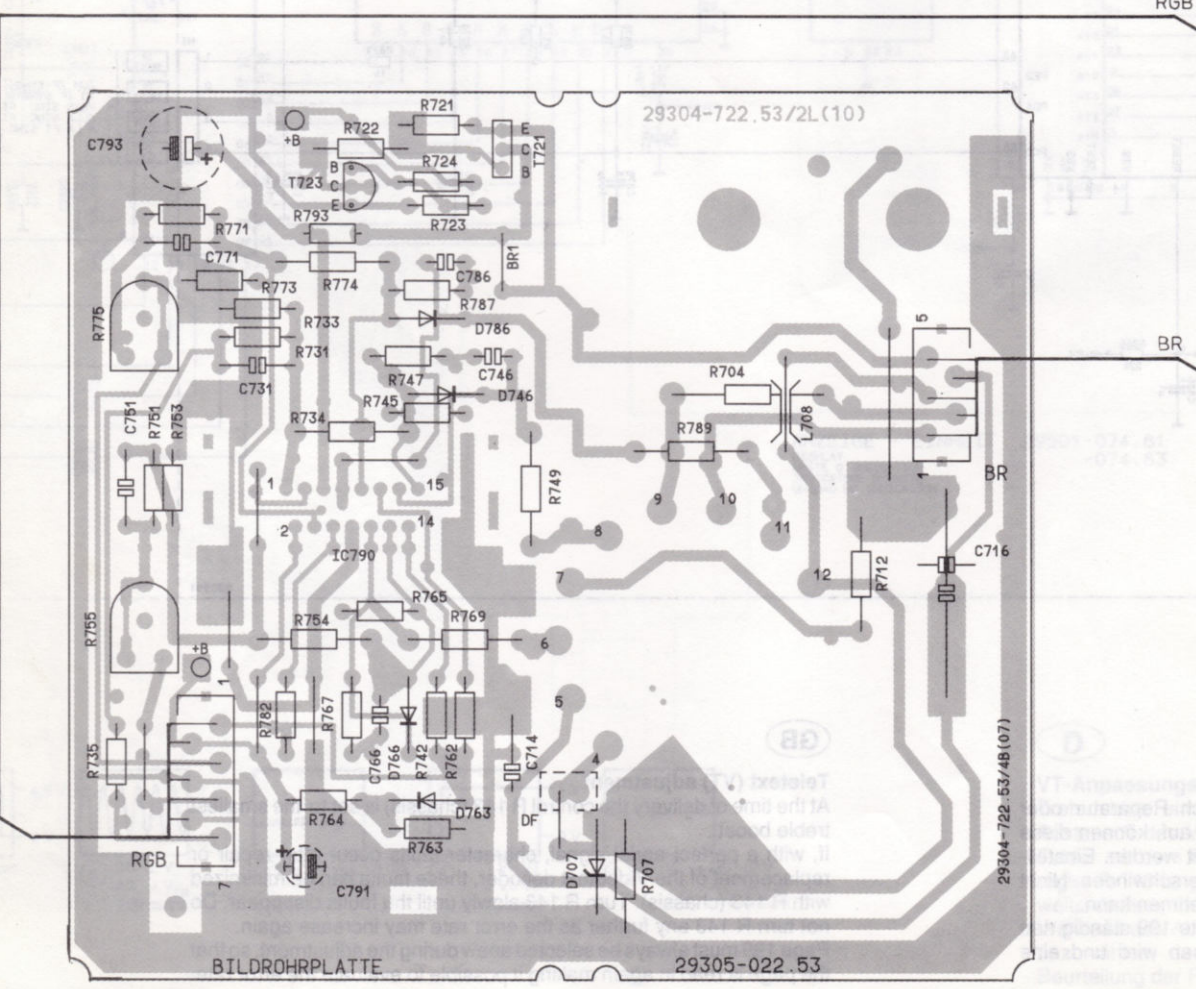 RGB
29304-722.53/2L(10)
R721
R722
C793
+B
E
C
B
T721
R724
B
C
E
T723
R723
R793
R771
C771
R774
BR1
C786
R773
R787
D786
R775
R733
R731
C731
R747
C746
D746
R745
R734
5
BR
R704
L708
R789
C751
R751
R753
1
15
2
14
IC790
R749
9
10
11
8
7
12
R712
1
BR
C716
R765
R754
R769
6
R755
+B
1
5
R782
R767
C766
D766
R742
R762
C714
4
R735
R764
D763
R763
DF
D707
R707
RGB
7
C791
29304-722.53/4B(07)
BILDROHRPLATTE
29305-022.53
GB
D
Teletext (VT) adjustment